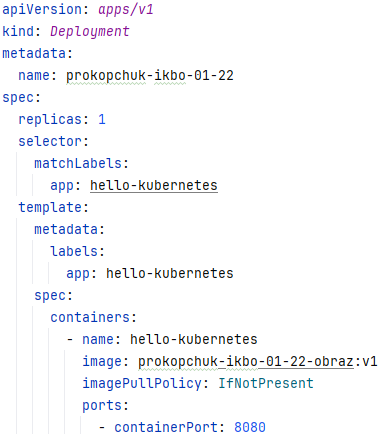 apiVersion: apps/v1
kind: Deployment
metadata:
  name: prokopchuk-ikbo-01-22
spec:
  replicas: 1
  selector:
    matchLabels:
      app: hello-kubernetes
  template:
    metadata:
      labels:
        app: hello-kubernetes
    spec:
      containers:
        - name: hello-kubernetes
          image: prokopchuk-ikbo-01-22-obraz:v1
          imagePullPolicy: IfNotPresent
          ports:
            - containerPort: 8080